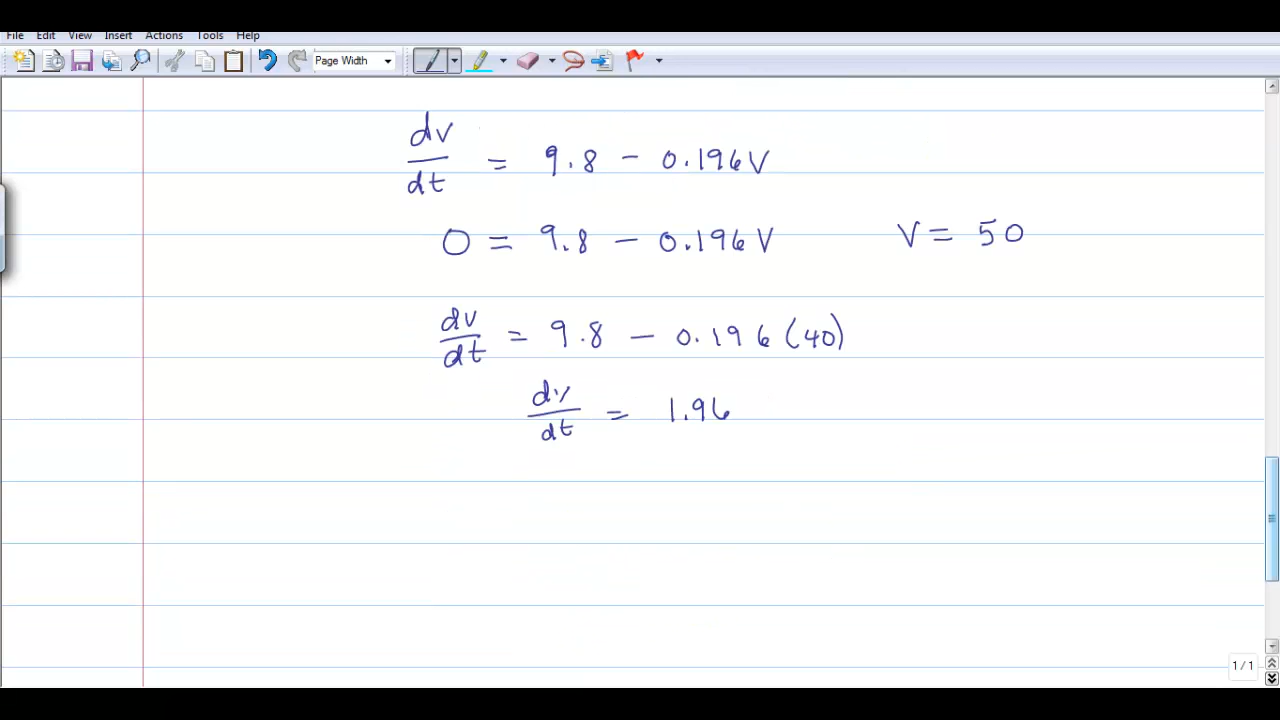 File Edit View Insert Actions Tools Help
Page Width
dv/dt = 9.8 - 0.196V
0 = 9.8 - 0.196V V = 50
dv/dt = 9.8 - 0.196(40)
dv/dt = 1.96
1/1